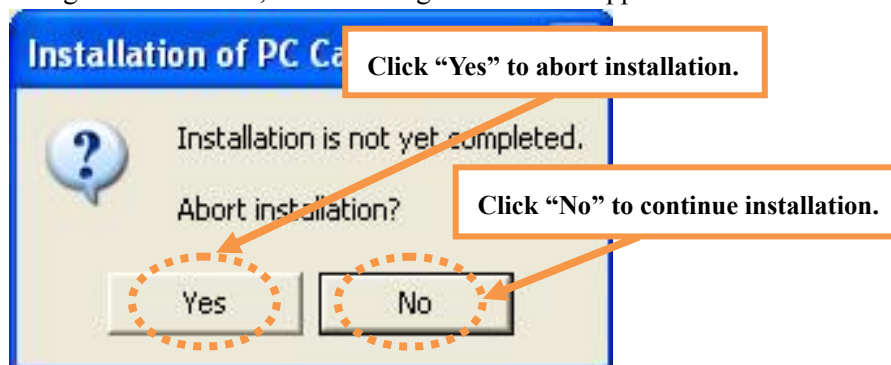 Installation of PC Ca
Click “Yes” to abort installation.
Installation is not yet completed.
Abort installation?
Click “No” to continue installation.
Yes
No